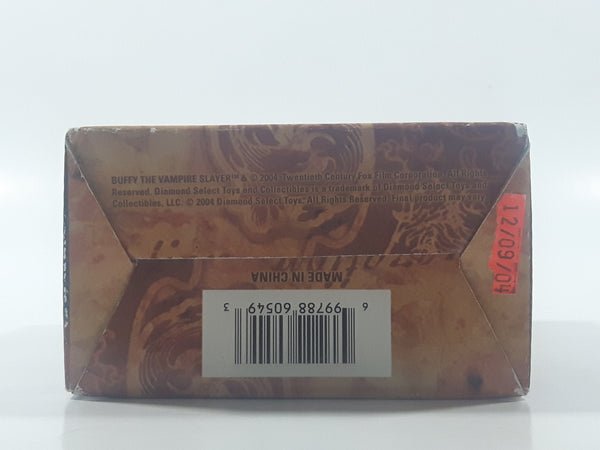 BUFFY THE VAMPIRE SLAYER™ & © 2004 Twentieth Century Fox Film Corporation. All Rights
Reserved. Diamond Select Toys and Collectibles is a trademark of Diamond Select Toys and
Collectibles, LLC. © 2004 Diamond Select Toys. All Rights Reserved. Final product may vary.
12/09/04
MADE IN CHINA
6 99788 60549 3